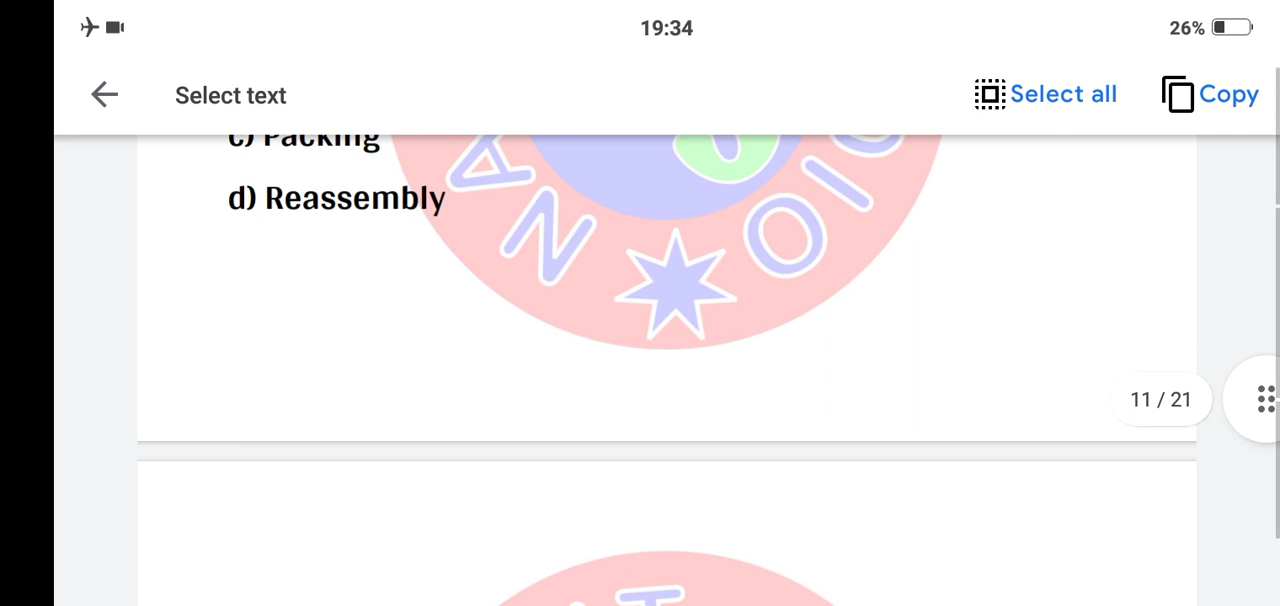 19:34
26%
Select text
Select all
Copy
c) Packing
d) Reassembly
11 / 21